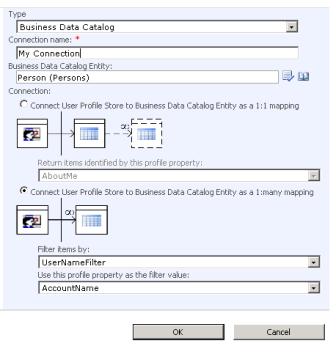 Type
Business Data Catalog
Connection name: *
My Connection
Business Data Catalog Entity:
Person (Persons)
Connection:
Connect User Profile Store to Business Data Catalog Entity as a 1:1 mapping
Return items identified by this profile property:
AboutMe
Connect User Profile Store to Business Data Catalog Entity as a 1:many mapping
Filter items by:
UserNameFilter
Use this profile property as the filter value:
AccountName
OK Cancel